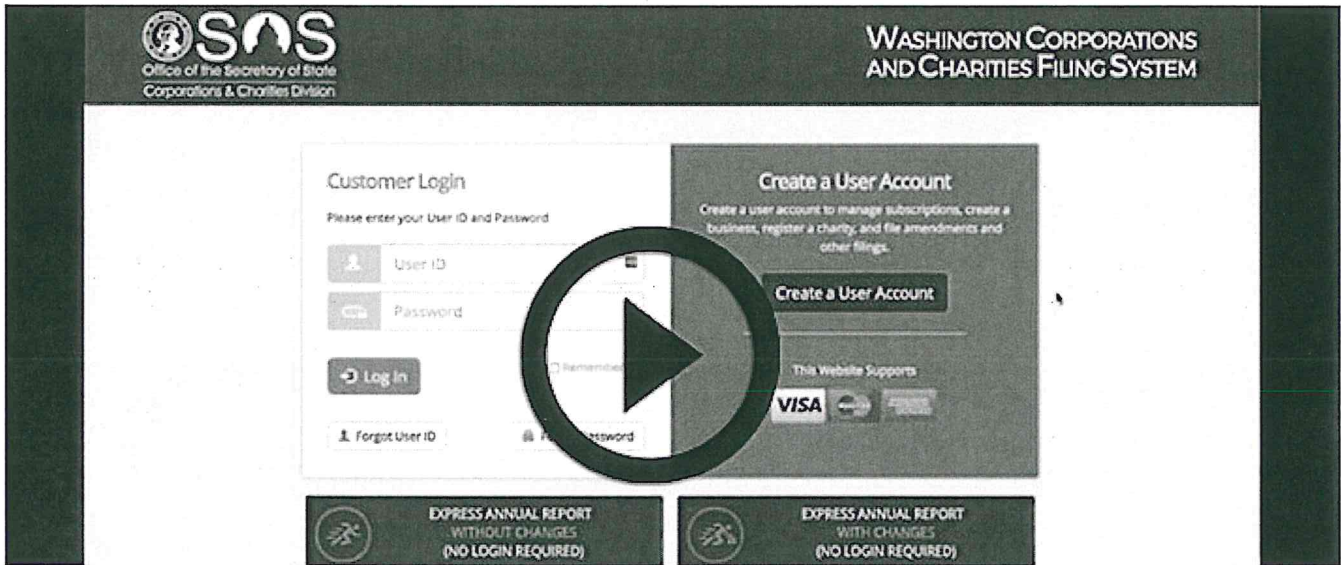 SOS
Office of the Secretary of State
Corporations & Charities Division
WASHINGTON CORPORATIONS
AND CHARITIES FILING SYSTEM
Customer Login
Please enter your User ID and Password
User ID
Password
Log In
Remember
Forgot User ID
Password
Create a User Account
Create a user account to manage subscriptions, create a
business, register a charity, and file amendments and
other filings.
Create a User Account
This Website Supports
VISA
EXPRESS ANNUAL REPORT
WITHOUT CHANGES
(NO LOGIN REQUIRED)
EXPRESS ANNUAL REPORT
WITH CHANGES
(NO LOGIN REQUIRED)